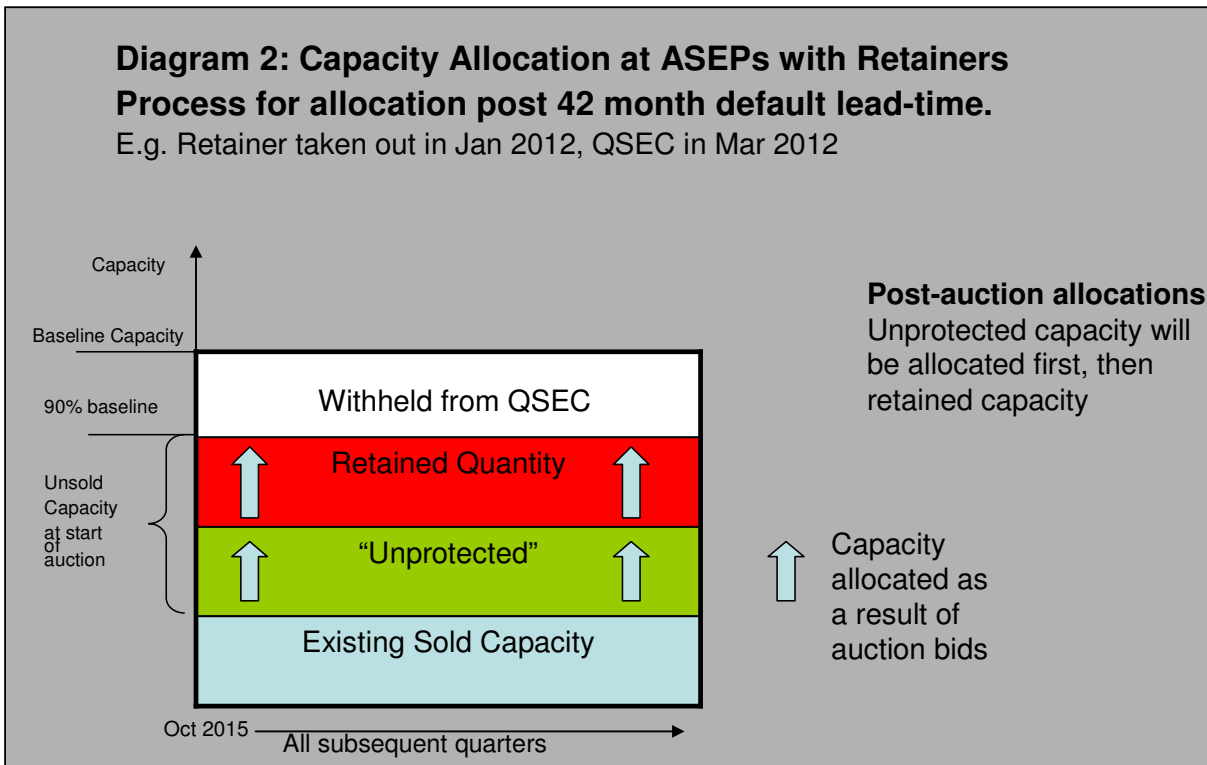 Diagram 2: Capacity Allocation at ASEPs with Retainers
Process for allocation post 42 month default lead-time.
E.g. Retainer taken out in Jan 2012, QSEC in Mar 2012
Capacity
Baseline Capacity
90% baseline
Unsold
Capacity
at start
of
auction
Withheld from QSEC
Retained Quantity
“Unprotected”
Existing Sold Capacity
Oct 2015
All subsequent quarters
Post-auction allocations
Unprotected capacity will
be allocated first, then
retained capacity
Capacity
allocated as
a result of
auction bids